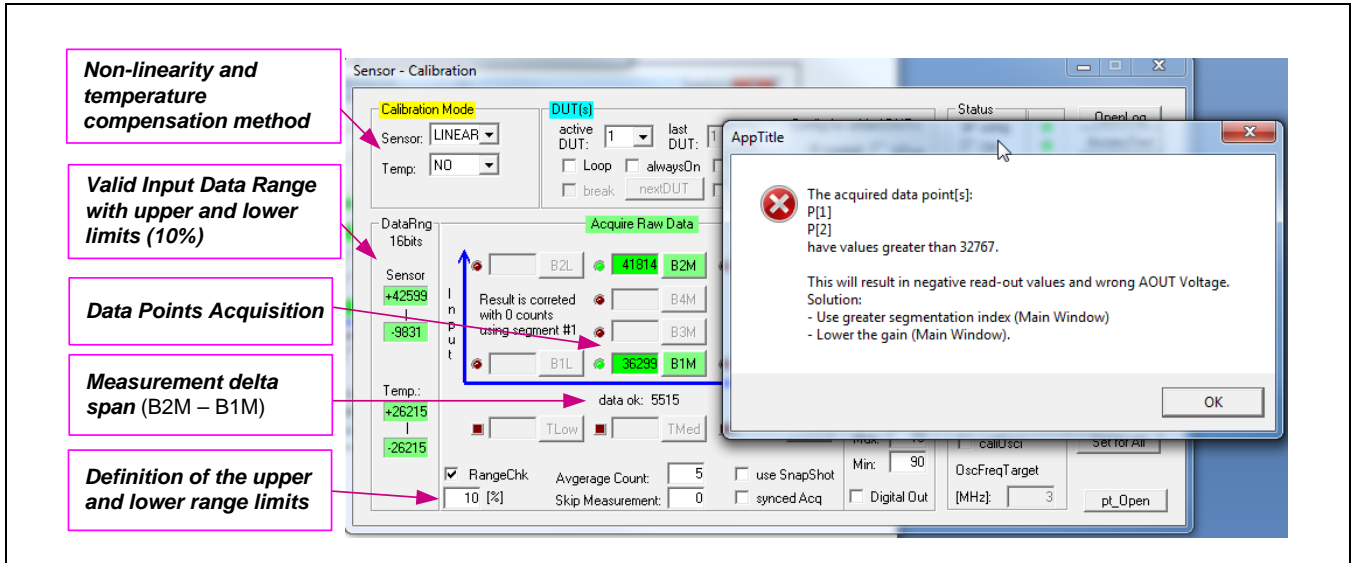 Non-linearity and
temperature
compensation method
Valid Input Data Range
with upper and lower
limits (10%)
Data Points Acquisition
Measurement delta
span (B2M – B1M)
Definition of the upper
and lower range limits
Sensor - Calibration
Calibration Mode
Sensor: LINEAR
Temp: NO
DUT(s)
active DUT: 1
last DUT: 1
Loop
alwaysOn
break
nextDUT
Status
OpenLog
DataRng
16bits
Sensor
+42599
-9831
Temp.:
+26215
-26215
Acquire Raw Data
Input
B2L
41814
B2M
Result is correted
with 0 counts
using segment #1
B4M
B3M
B1L
36299
B1M
data ok: 5515
TLow
TMed
RangeChk
10 [%]
Avgerage Count: 5
Skip Measurement: 0
use SnapShot
synced Acq
Min: 90
Digital Out
OscFreqTarget
[MHz]: 3
Set for All
pt_Open
AppTitle
The acquired data point[s]:
P[1]
P[2]
have values greater than 32767.
This will result in negative read-out values and wrong AOUT Voltage.
Solution:
- Use greater segmentation index (Main Window)
- Lower the gain (Main Window).
OK